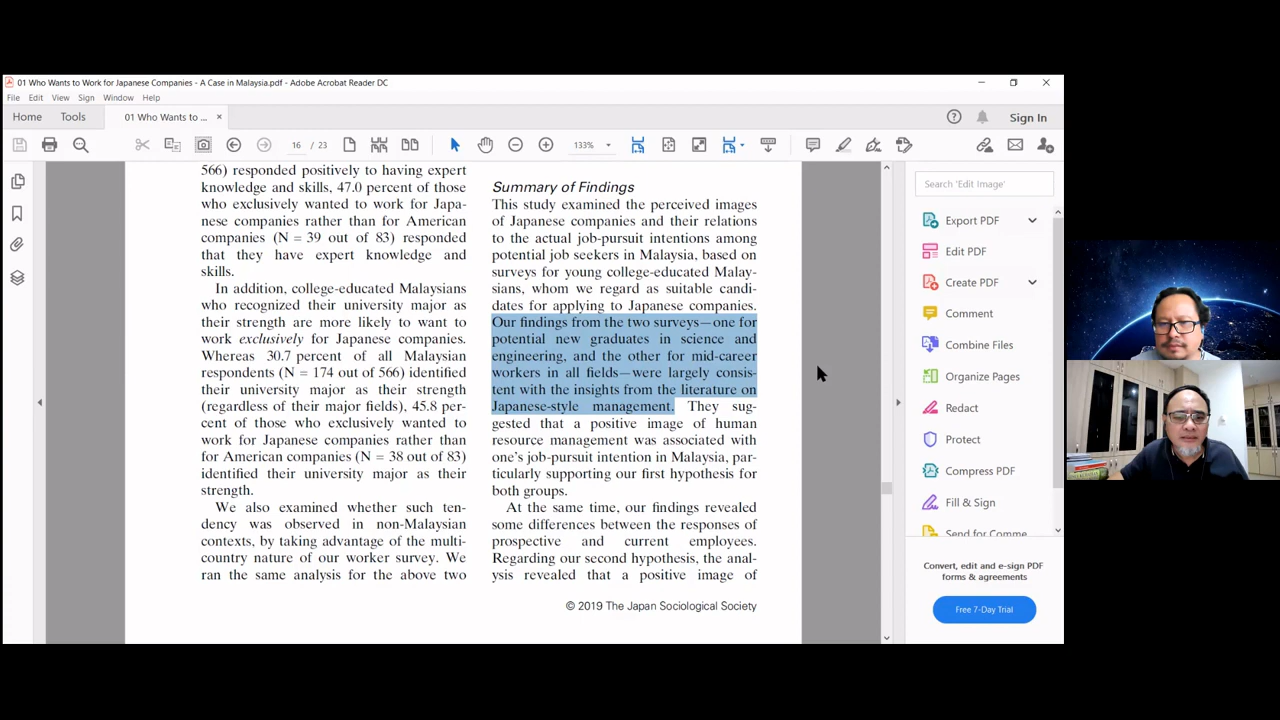 01 Who Wants to Work for Japanese Companies - A Case in Malaysia.pdf - Adobe Acrobat Reader DC
File Edit View Sign Window Help
Home Tools 01 Who Wants to ... × Sign In
16 / 23 133%
566) responded positively to having expert
knowledge and skills, 47.0 percent of those
who exclusively wanted to work for Japa-
nese companies rather than for American
companies (N = 39 out of 83) responded
that they have expert knowledge and
skills.
In addition, college-educated Malaysians
who recognized their university major as
their strength are more likely to want to
work exclusively for Japanese companies.
Whereas 30.7 percent of all Malaysian
respondents (N = 174 out of 566) identified
their university major as their strength
(regardless of their major fields), 45.8 per-
cent of those who exclusively wanted to
work for Japanese companies rather than
for American companies (N = 38 out of 83)
identified their university major as their
strength.
We also examined whether such ten-
dency was observed in non-Malaysian
contexts, by taking advantage of the multi-
country nature of our worker survey. We
ran the same analysis for the above two
Summary of Findings
This study examined the perceived images
of Japanese companies and their relations
to the actual job-pursuit intentions among
potential job seekers in Malaysia, based on
surveys for young college-educated Malay-
sians, whom we regard as suitable candi-
dates for applying to Japanese companies.
Our findings from the two surveys—one for
potential new graduates in science and
engineering, and the other for mid-career
workers in all fields—were largely consis-
tent with the insights from the literature on
Japanese-style management. They sug-
gested that a positive image of human
resource management was associated with
one's job-pursuit intention in Malaysia, par-
ticularly supporting our first hypothesis for
both groups.
At the same time, our findings revealed
some differences between the responses of
prospective and current employees.
Regarding our second hypothesis, the anal-
ysis revealed that a positive image of
© 2019 The Japan Sociological Society
Search 'Edit Image'
Export PDF
Edit PDF
Create PDF
Comment
Combine Files
Organize Pages
Redact
Protect
Compress PDF
Fill & Sign
Send for Comme
Convert, edit and e-sign PDF
forms & agreements
Free 7-Day Trial